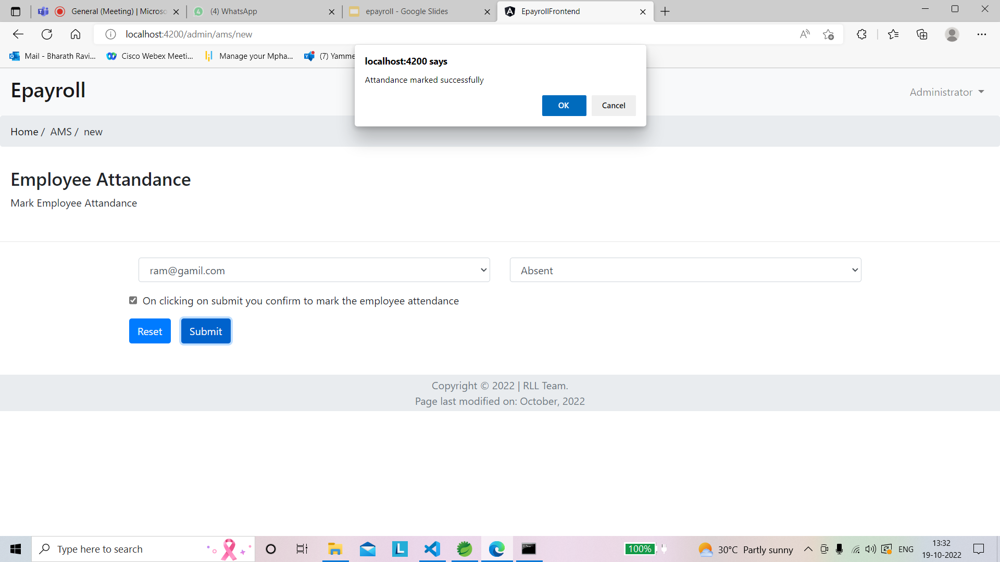 General (Meeting) | Microso
(4) WhatsApp
epayroll - Google Slides
EpayrollFrontend
localhost:4200/admin/ams/new
Mail - Bharath Ravi...
Cisco Webex Meeti...
Manage your Mpha...
(7) Yamme
localhost:4200 says
Attandance marked successfully
OK
Cancel
Epayroll
Administrator
Home / AMS / new
Employee Attandance
Mark Employee Attandance
ram@gamil.com
Absent
On clicking on submit you confirm to mark the employee attendance
Reset
Submit
Copyright © 2022 | RLL Team.
Page last modified on: October, 2022
Type here to search
L
100%
30°C Partly sunny
ENG
13:32
19-10-2022